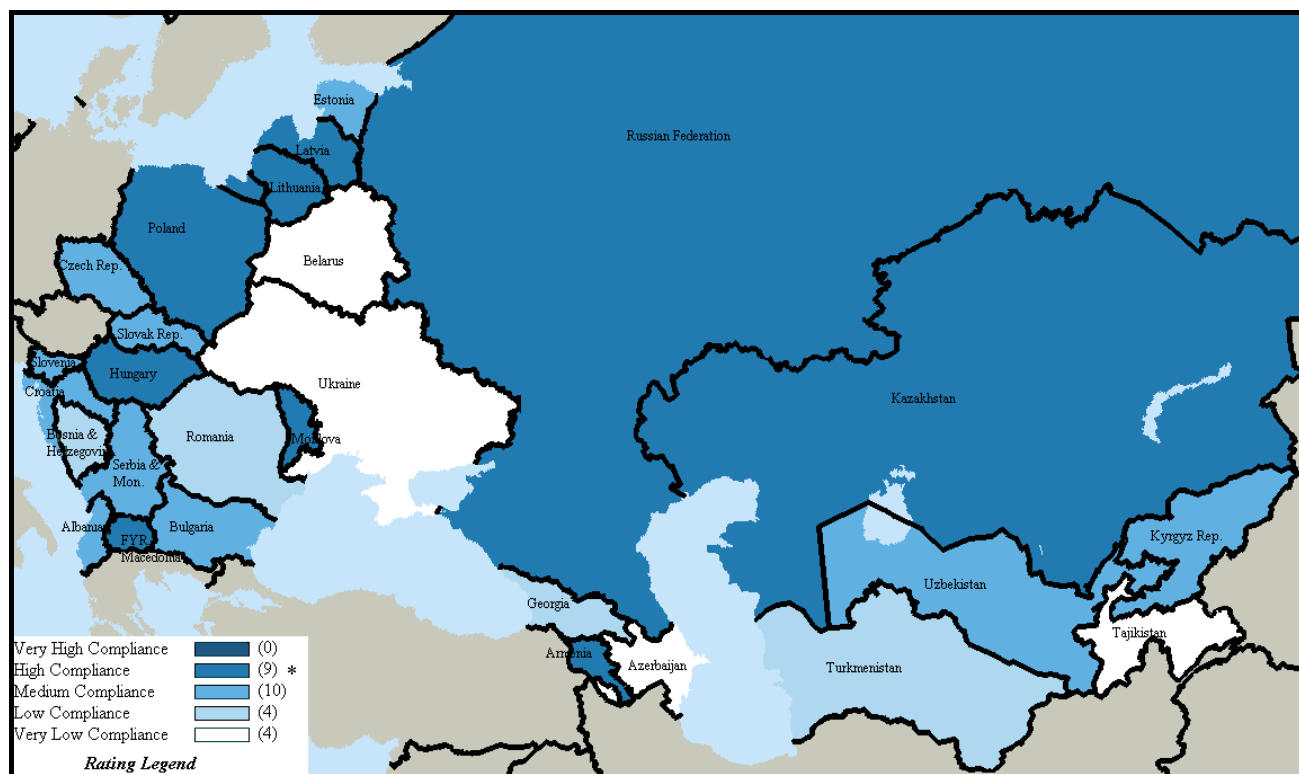 Estonia
Russian Federation
Latvia
Lithuania
Poland
Belarus
Czech Rep.
Slovak Rep.
Slovenia
Hungary
Ukraine
Croatia
Kazakhstan
Bosnia &
Herzegovin
Romania
Moldova
Serbia &
Mon.
Albania
Bulgaria
FYR
Macedonia
Kyrgyz Rep.
Uzbekistan
Georgia
Tajikistan
Armenia
Azerbaijan
Turkmenistan
Very High Compliance (0)
High Compliance (9) *
Medium Compliance (10)
Low Compliance (4)
Very Low Compliance (4)
Rating Legend